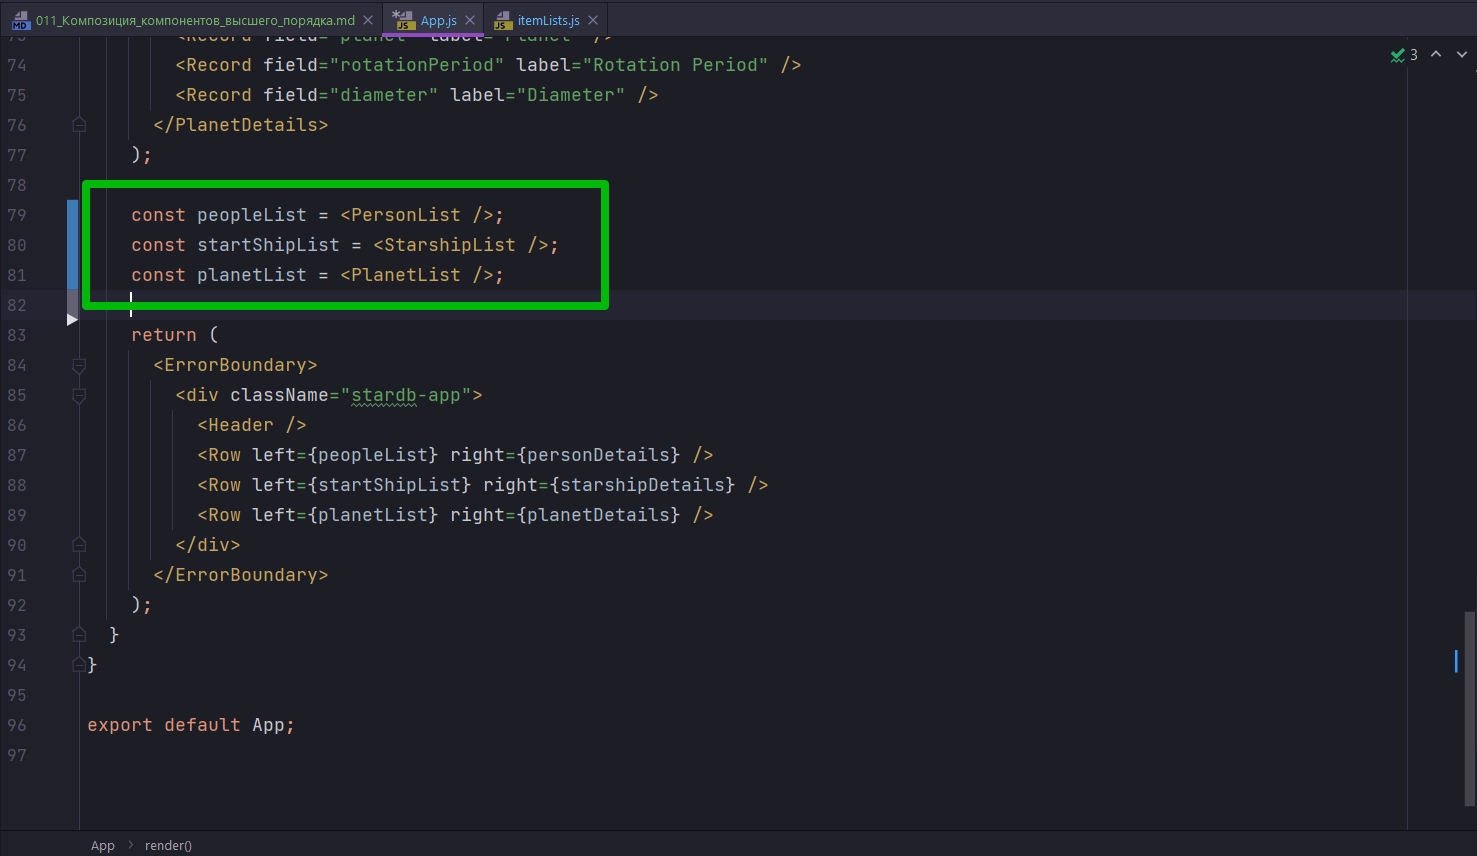 MD 011_Композиция_компонентов_высшего_порядка.md × * JS App.js × JS itemLists.js ×
74 <Record field="rotationPeriod" label="Rotation Period" />
75 <Record field="diameter" label="Diameter" />
76 </PlanetDetails>
77 );
78
79 const peopleList = <PersonList />;
80 const startShipList = <StarshipList />;
81 const planetList = <PlanetList />;
82
83 return (
84 <ErrorBoundary>
85 <div className="stardb-app">
86 <Header />
87 <Row left={peopleList} right={personDetails} />
88 <Row left={startShipList} right={starshipDetails} />
89 <Row left={planetList} right={planetDetails} />
90 </div>
91 </ErrorBoundary>
92 );
93 }
94 }
95
96 export default App;
97
3
App > render()